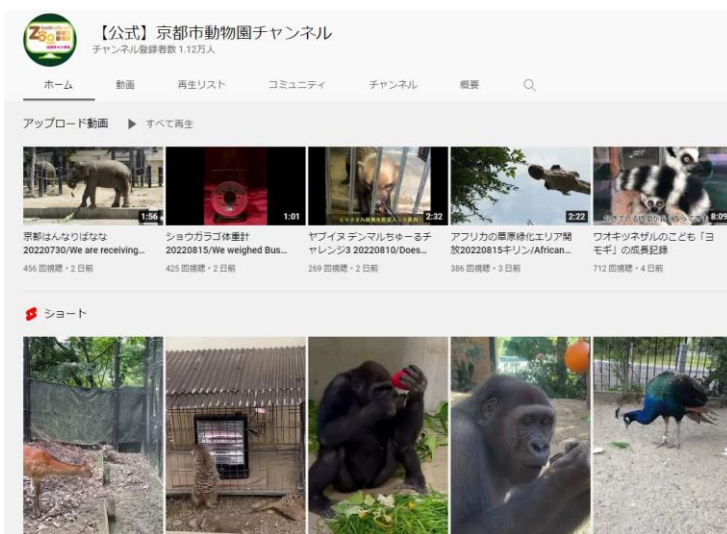 【公式】京都市動物園チャンネル
チャンネル登録者数 1.12万人
ホーム 動画 再生リスト コミュニティ チャンネル 概要
アップロード動画 ▶ すべて再生
1:56 1:01 2:32 2:22 8:09
京都はんなりばなな
20220730/We are receiving...
456 回視聴・2 日前
ショウガラゴ体重計
20220815/We weighed Bus...
425 回視聴・2 日前
ヤブイヌ デンマルちゅーるチ
ャレンジ3 20220810/Does...
269 回視聴・2 日前
アフリカの草原緑化エリア開
放20220815キリン/African...
386 回視聴・3 日前
ワオキツネザルのこども「ヨ
モギ」の成長記録
712 回視聴・4 日前
ショート